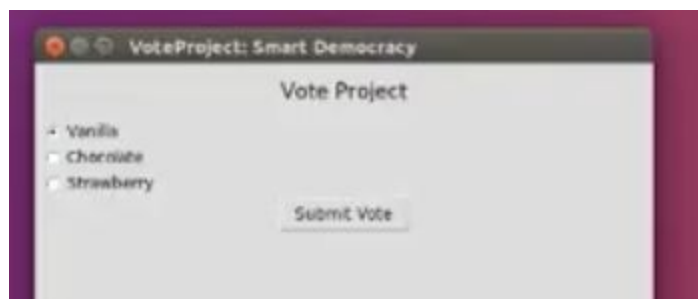 VoteProject: Smart Democracy
Vote Project
Vanilla
Chocolate
Strawberry
Submit Vote